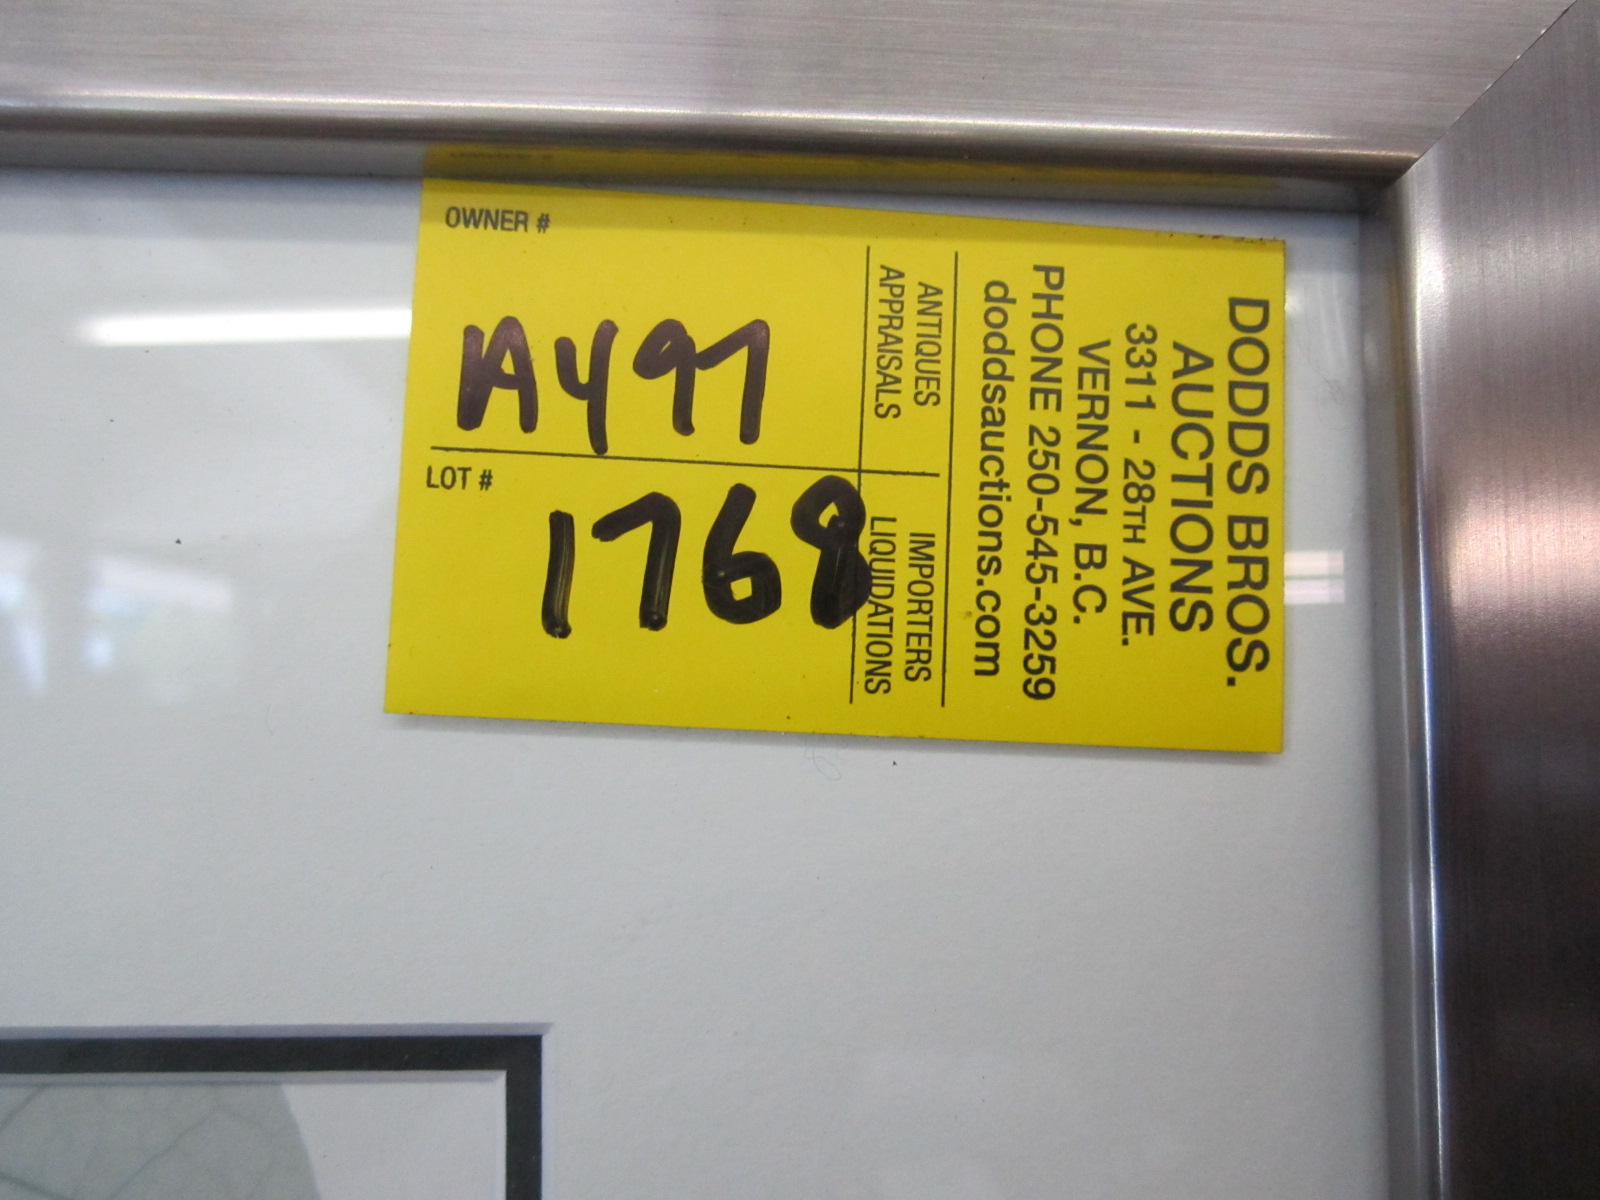 DODDS BROS.
AUCTIONS
3311 - 28TH AVE.
VERNON, B.C.
PHONE 250-545-3259
doddsauctions.com
ANTIQUES
APPRAISALS
IMPORTERS
LIQUIDATIONS
OWNER #
A497
LOT #
1768